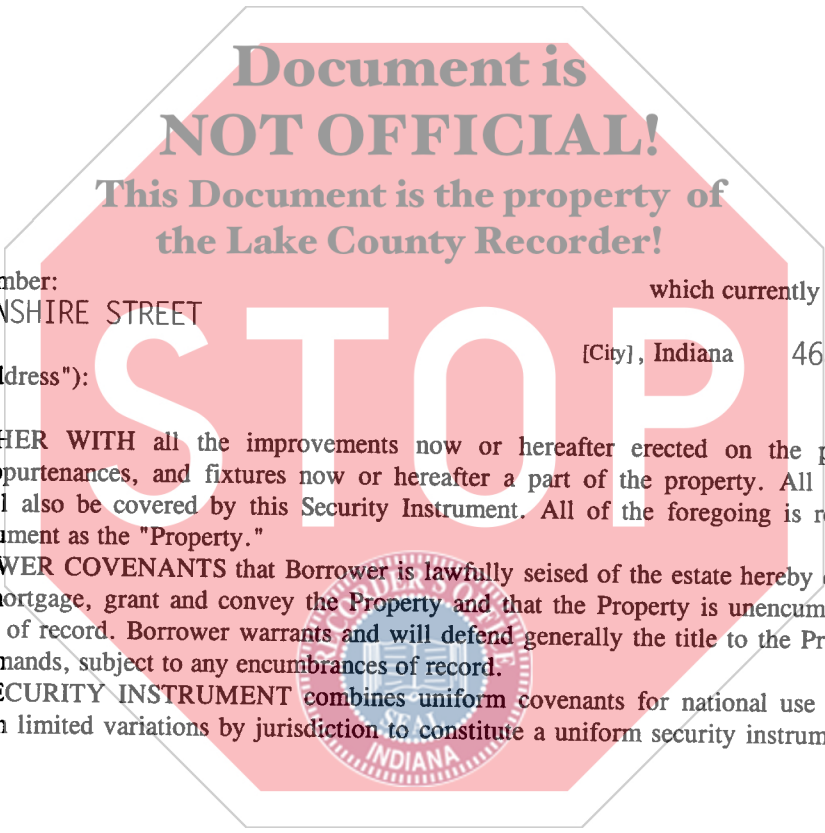 Document is
NOT OFFICIAL!
This Document is the property of
the Lake County Recorder!
mber:
which currently
NSHIRE STREET
[City], Indiana 46
ldress"):
STOP
HER WITH all the improvements now or hereafter erected on the p
ppurtenances, and fixtures now or hereafter a part of the property. All
l also be covered by this Security Instrument. All of the foregoing is re
ument as the "Property."
WER COVENANTS that Borrower is lawfully seised of the estate hereby
ortgage, grant and convey the Property and that the Property is unencum
of record. Borrower warrants and will defend generally the title to the Pr
mands, subject to any encumbrances of record.
ECURITY INSTRUMENT combines uniform covenants for national use
n limited variations by jurisdiction to constitute a uniform security instrum
RECORDER'S OFFICE
SEAL
INDIANA